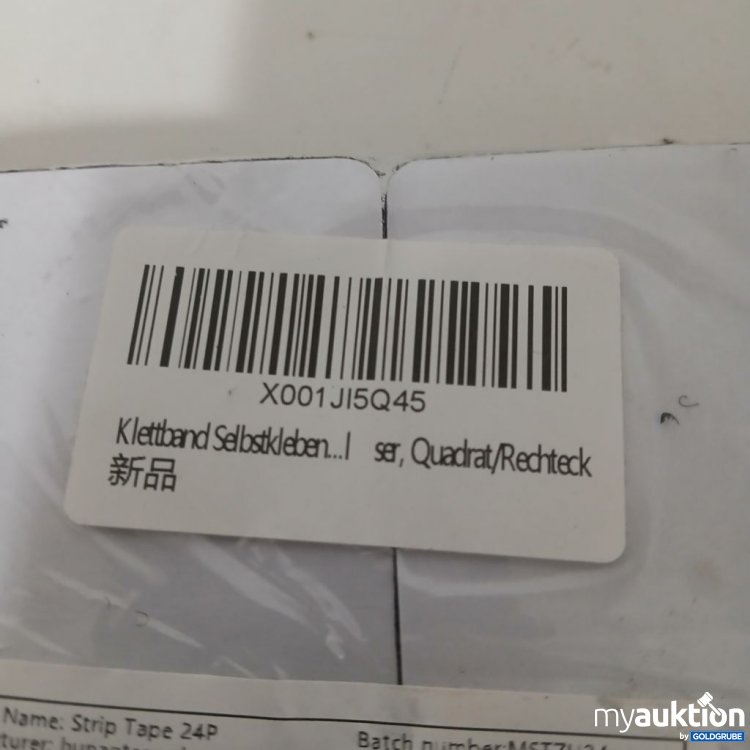 X001JI5Q45
Klettband Selbstkleben...l ser, Quadrat/Rechteck
新品
Name: Strip Tape 24P
Batch number:
myauktion
by GOLDGRUBE